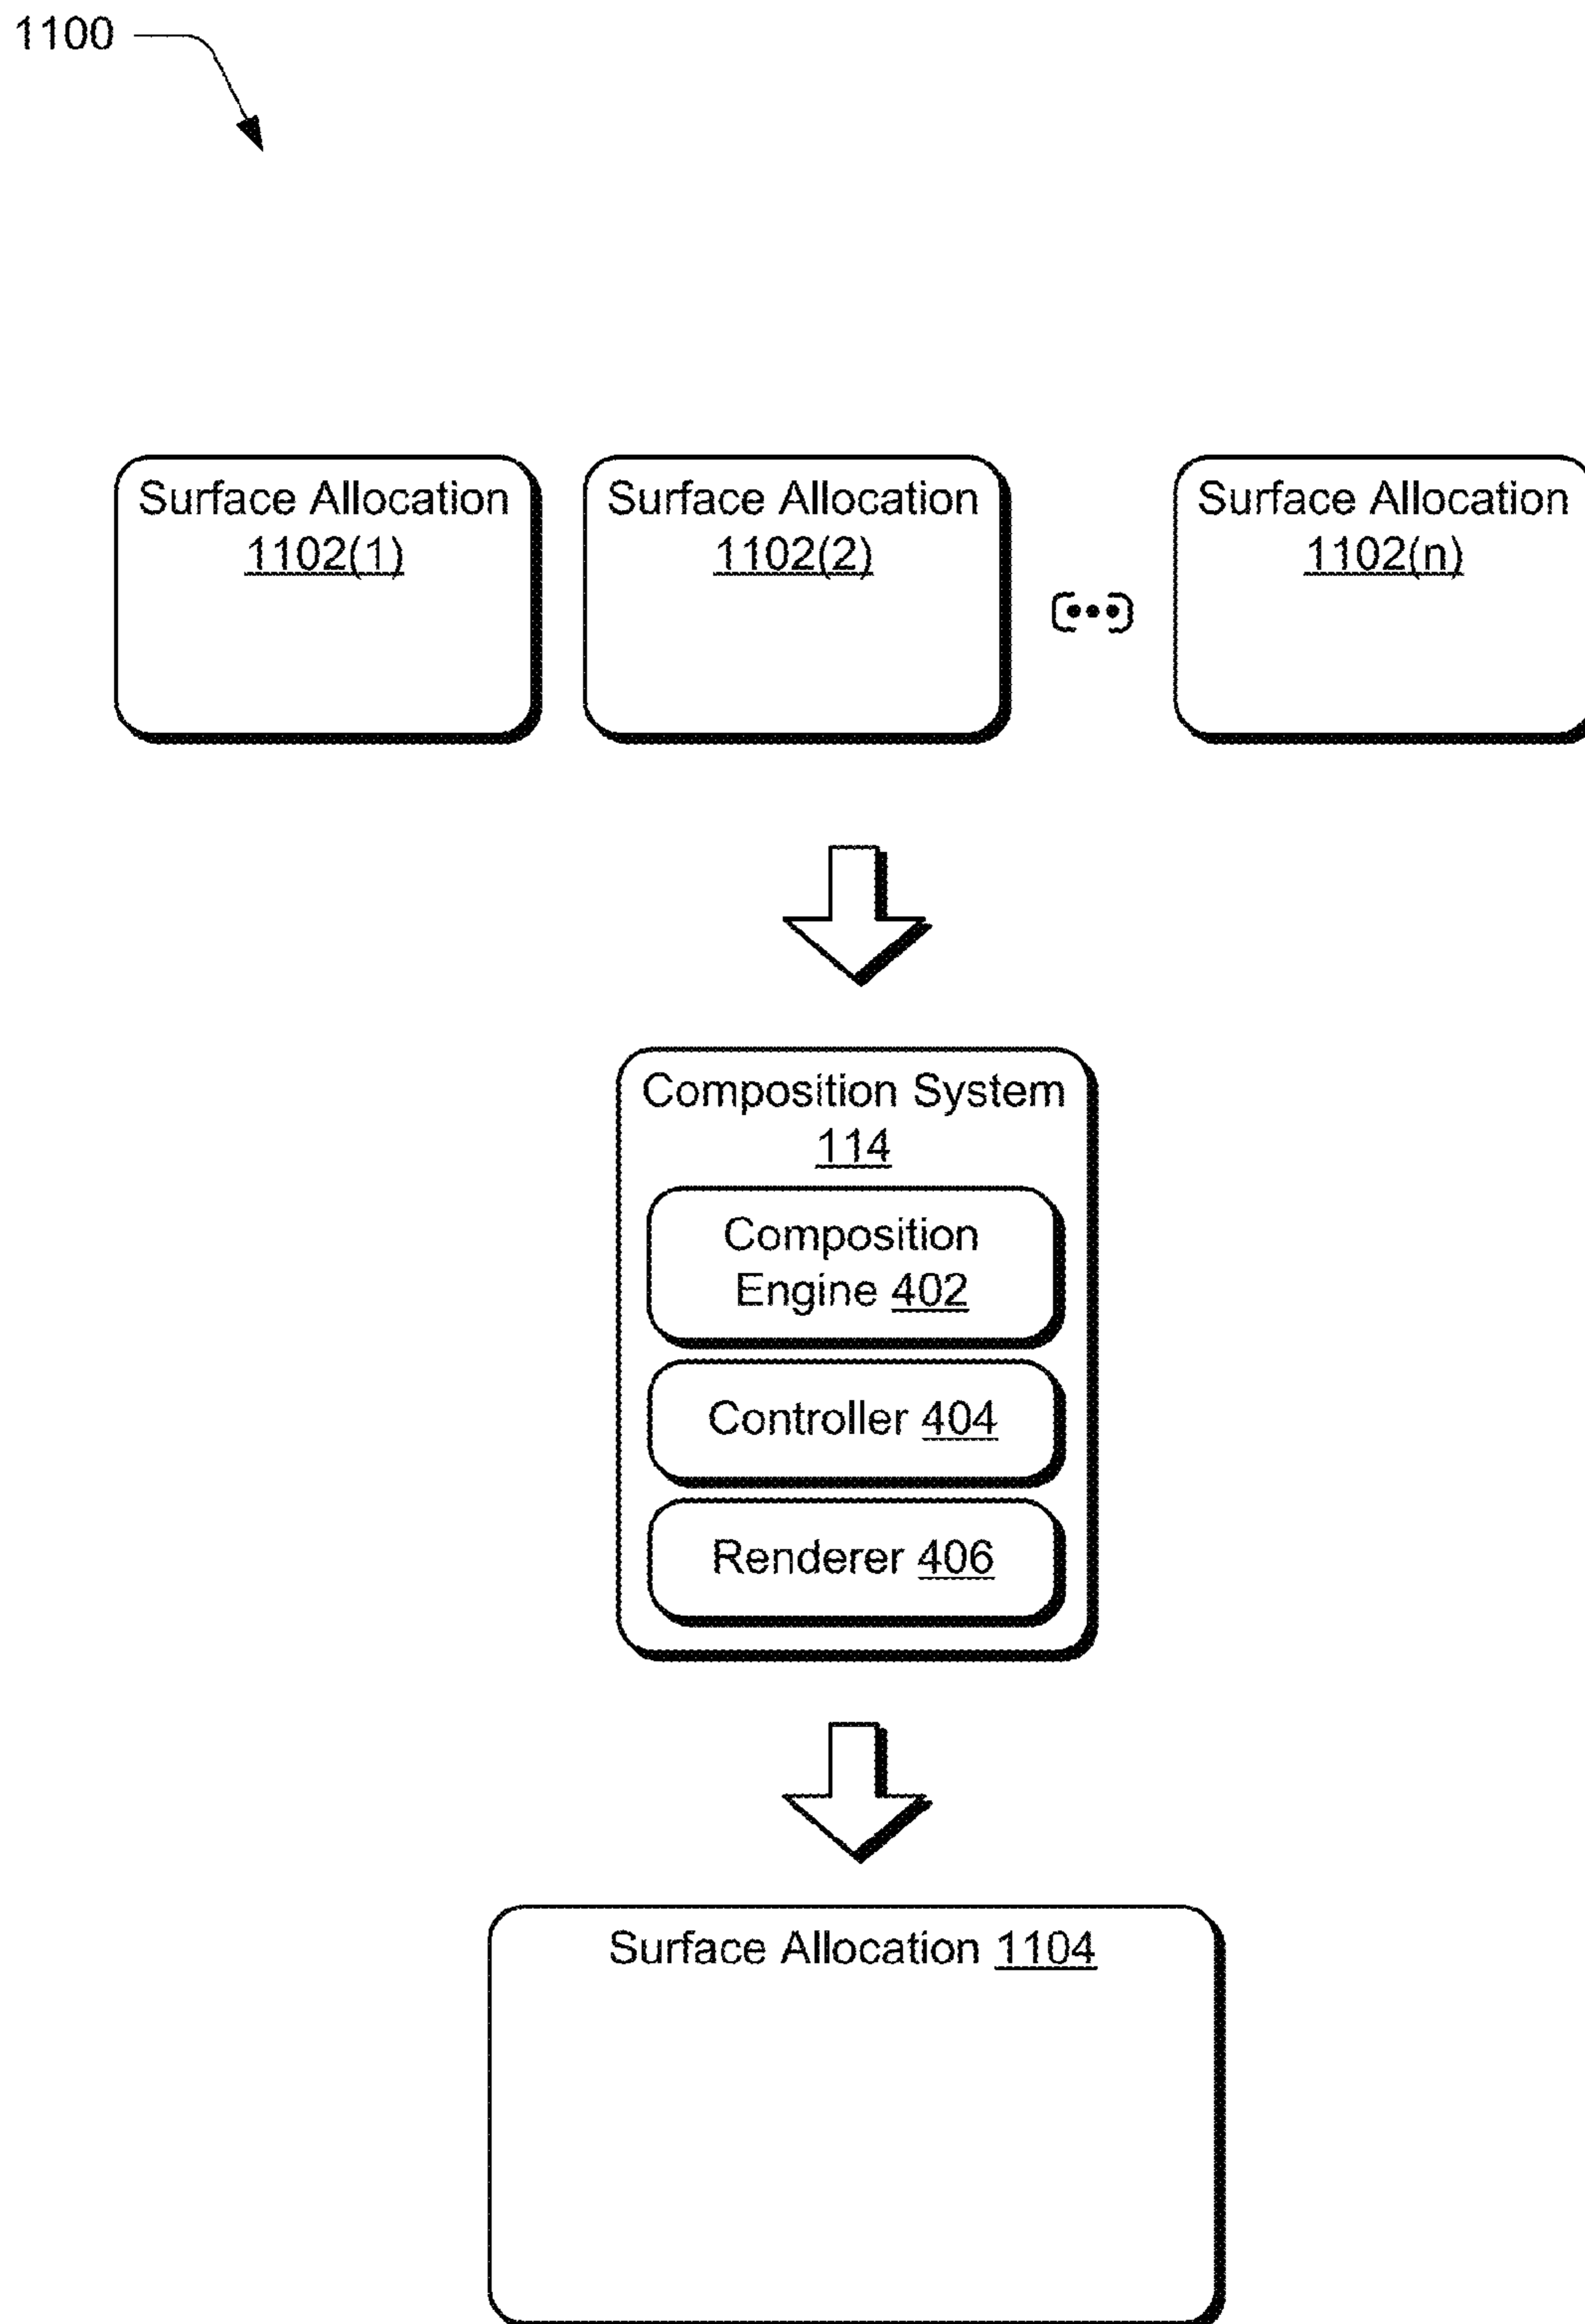 1100
Surface Allocation
1102(1)
Surface Allocation
1102(2)
Surface Allocation
1102(n)
Composition System
114
Composition
Engine 402
Controller 404
Renderer 406
Surface Allocation 1104